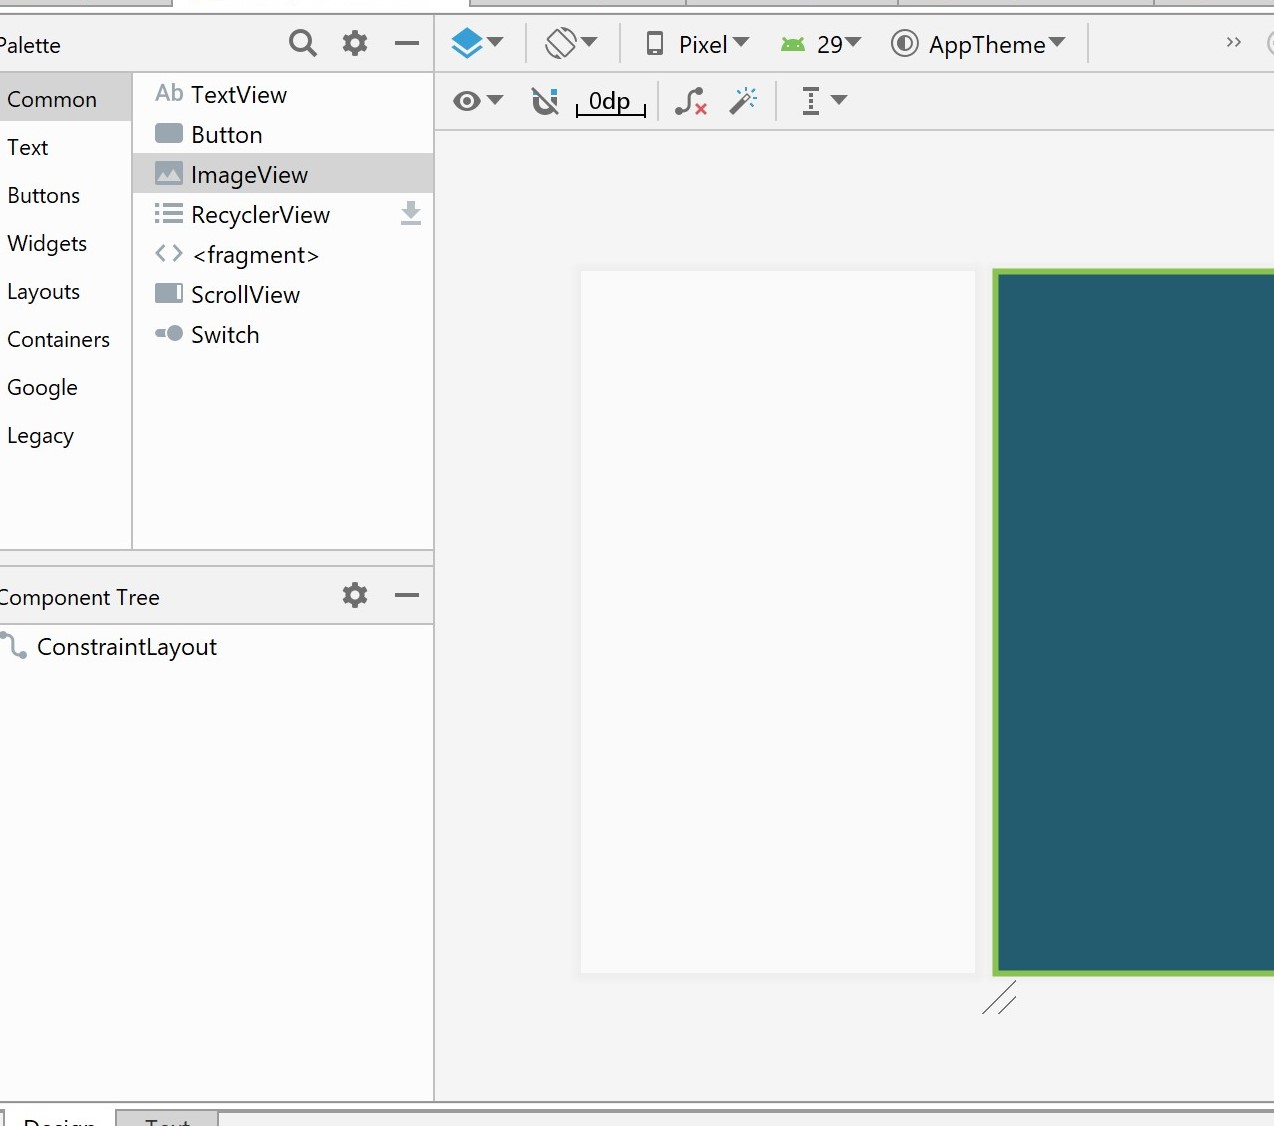 Palette
Pixel
29
AppTheme
Common
Text
Buttons
Widgets
Layouts
Containers
Google
Legacy
Ab TextView
Button
ImageView
RecyclerView
<fragment>
ScrollView
Switch
0dp
Component Tree
ConstraintLayout
Design
Text